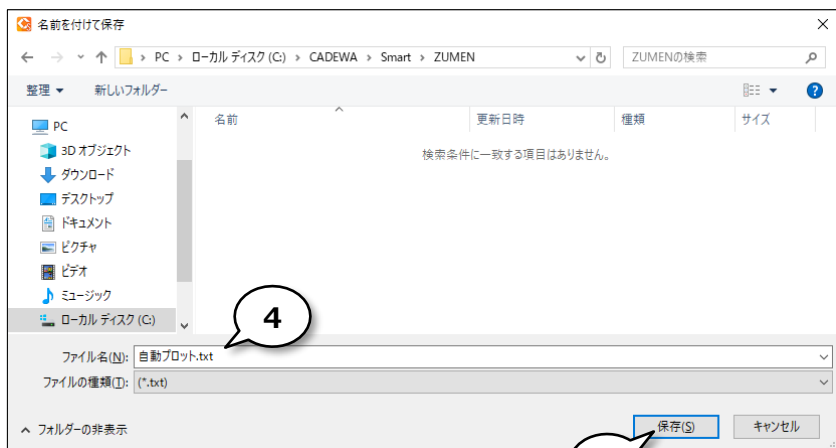 名前を付けて保存
PC > ローカル ディスク (C:) > CADEWA > Smart > ZUMEN
ZUMENの検索
整理 新しいフォルダー
名前 更新日時 種類 サイズ
検索条件に一致する項目はありません。
PC
3D オブジェクト
ダウンロード
デスクトップ
ドキュメント
ピクチャ
ビデオ
ミュージック
ローカル ディスク (C:)
4
ファイル名(N): 自動プロット.txt
ファイルの種類(T): (*.txt)
フォルダーの非表示 保存(S) キャンセル